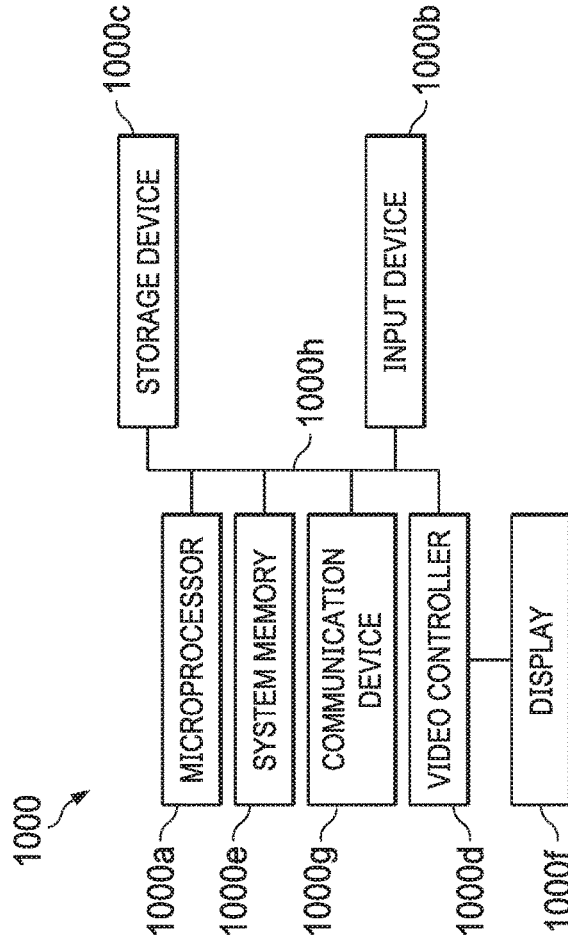 1000
1000a
MICROPROCESSOR
1000e
SYSTEM MEMORY
1000g
COMMUNICATION
DEVICE
1000d
VIDEO CONTROLLER
1000f
DISPLAY
1000h
STORAGE DEVICE
1000c
INPUT DEVICE
1000b